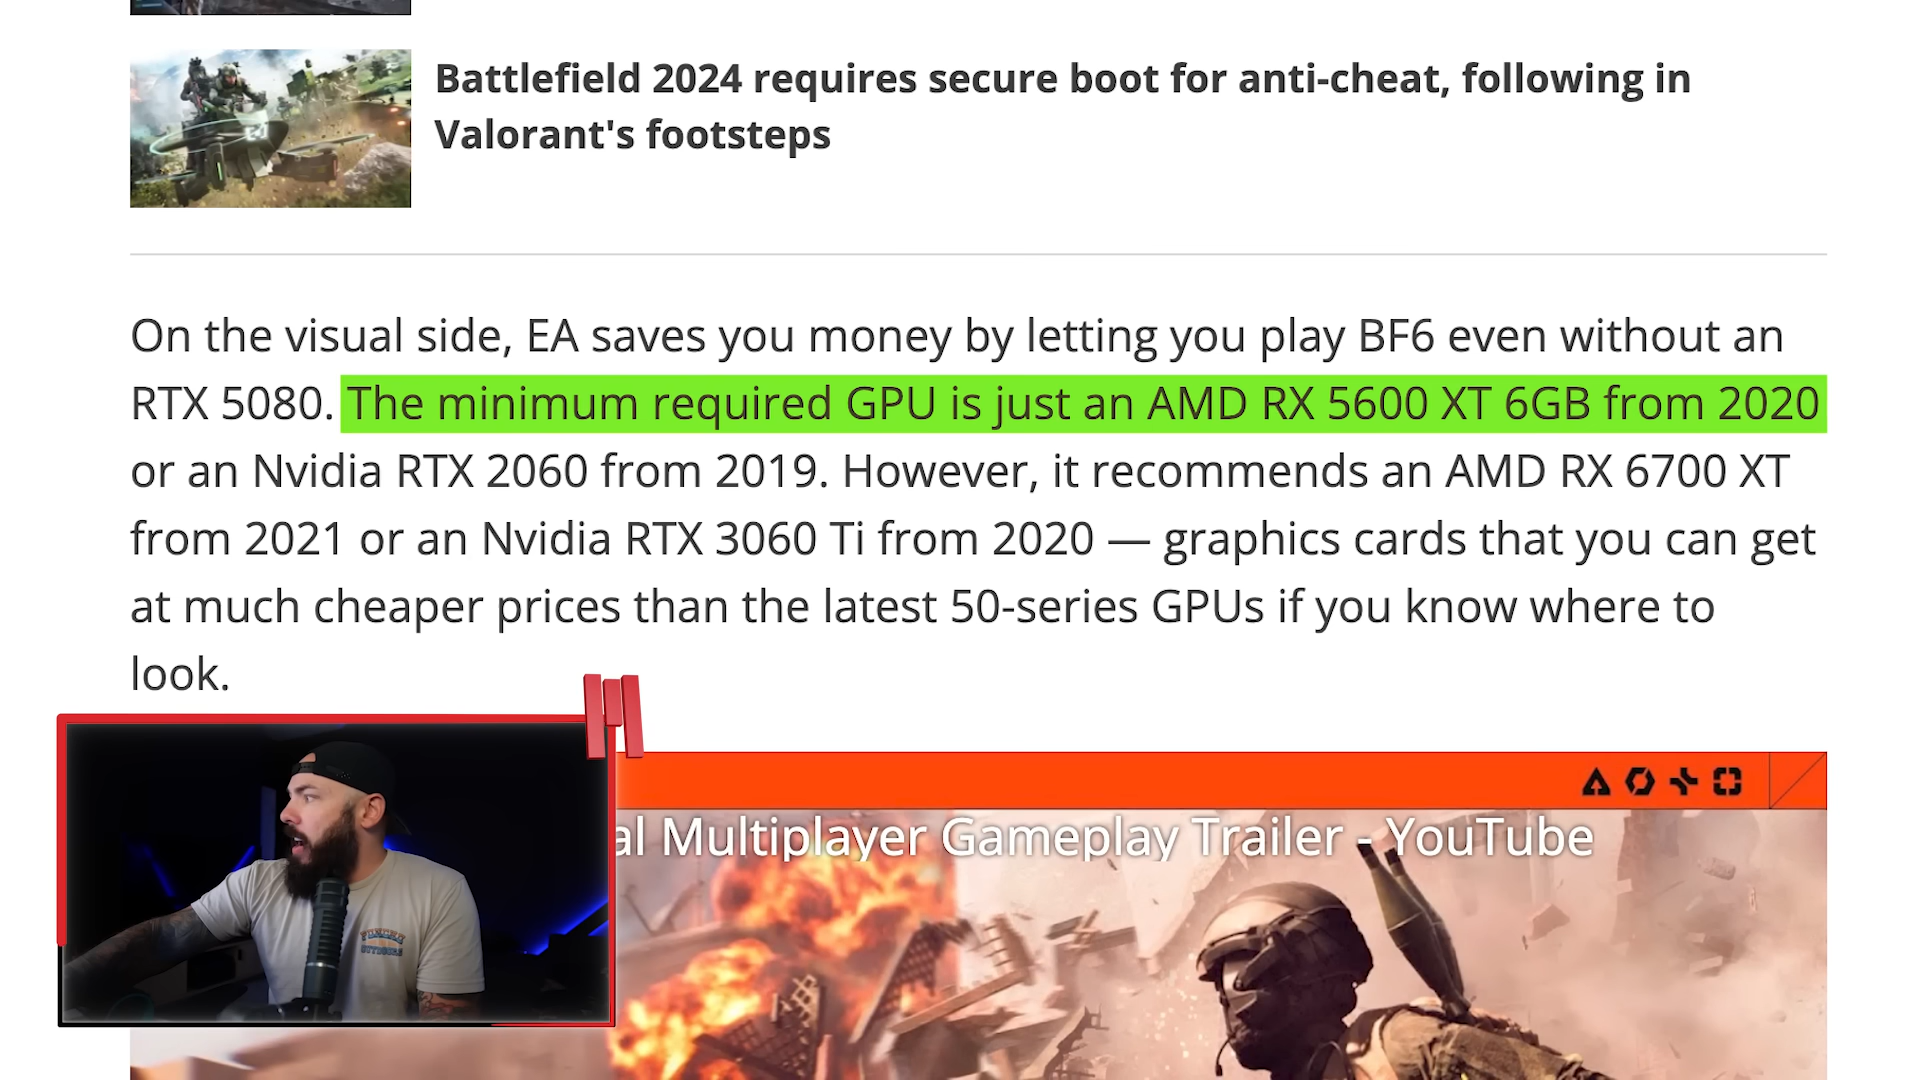 Battlefield 2024 requires secure boot for anti-cheat, following in
Valorant's footsteps
On the visual side, EA saves you money by letting you play BF6 even without an
RTX 5080. The minimum required GPU is just an AMD RX 5600 XT 6GB from 2020
or an Nvidia RTX 2060 from 2019. However, it recommends an AMD RX 6700 XT
from 2021 or an Nvidia RTX 3060 Ti from 2020 — graphics cards that you can get
at much cheaper prices than the latest 50-series GPUs if you know where to
look.
al Multiplayer Gameplay Trailer - YouTube